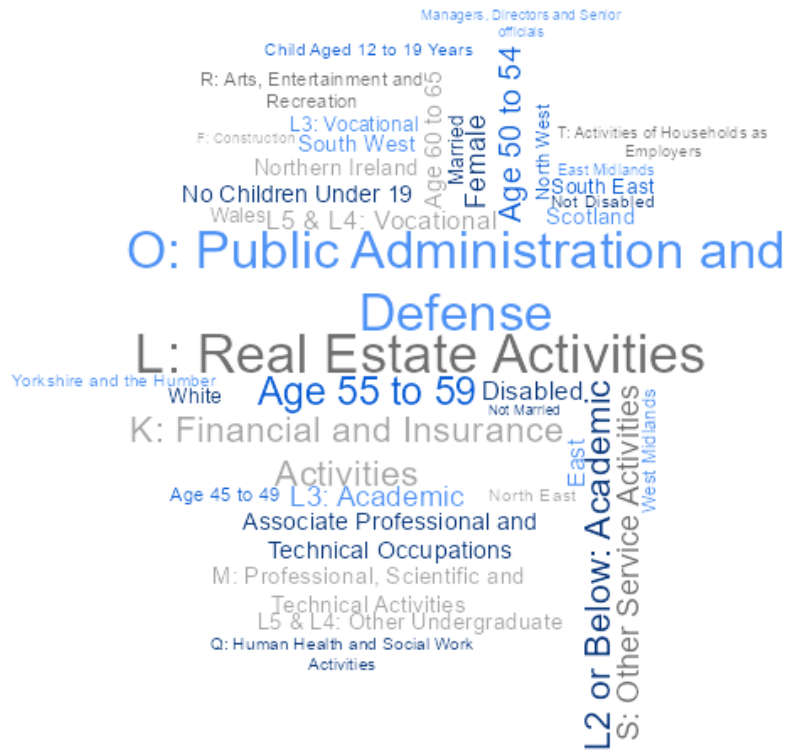 Managers, Directors and Senior
officials
Child Aged 12 to 19 Years
R: Arts, Entertainment and
Recreation
Age 60 to 65
Married
Female
Age 50 to 54
North West
L3: Vocational
F: Construction
South West
T: Activities of Households as
Employers
Northern Ireland
East Midlands
No Children Under 19
South East
Not Disabled
Wales
L5 & L4: Vocational
Scotland
O: Public Administration and
Defense
L: Real Estate Activities
Yorkshire and the Humber
White
Age 55 to 59
Disabled
Not Married
K: Financial and Insurance
Activities
East
L2 or Below: Academic
S: Other Service Activities
West Midlands
Age 45 to 49
L3: Academic
North East
Associate Professional and
Technical Occupations
M: Professional, Scientific and
Technical Activities
L5 & L4: Other Undergraduate
Q: Human Health and Social Work
Activities